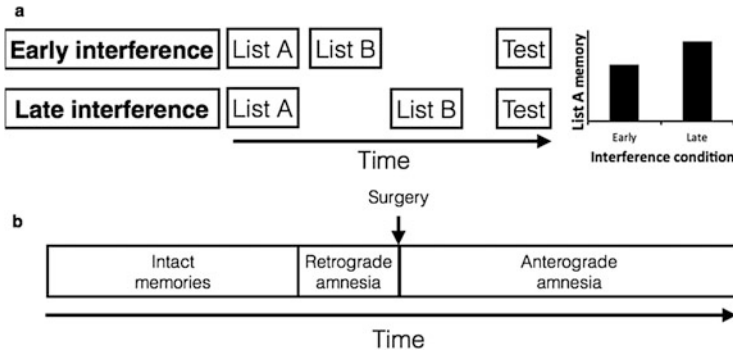 a
Early interference
List A
List B
Test
Late interference
List A
List B
Test
Time
List A memory
Early
Late
Interference condition
Surgery
b
Intact
memories
Retrograde
amnesia
Anterograde
amnesia
Time